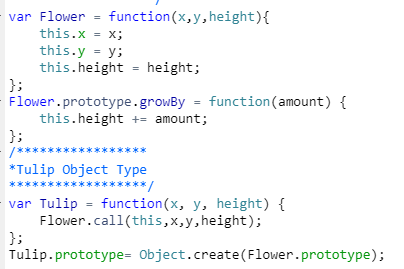 var Flower = function(x,y,height){
    this.x = x;
    this.y = y;
    this.height = height;
};
Flower.prototype.growBy = function(amount) {
    this.height += amount;
};
/******************
*Tulip Object Type
******************/
var Tulip = function(x, y, height) {
    Flower.call(this,x,y,height);
};
Tulip.prototype= Object.create(Flower.prototype);